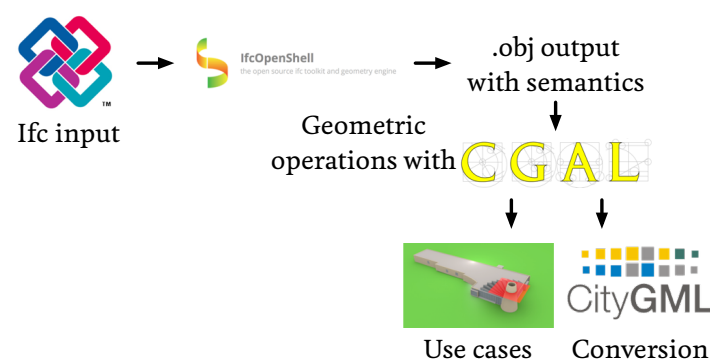 IfcOpenShell
the open source ifc toolkit and geometry engine
.obj output
with semantics
TM
Ifc input
Geometric
operations with CGAL
CityGML
Use cases
Conversion